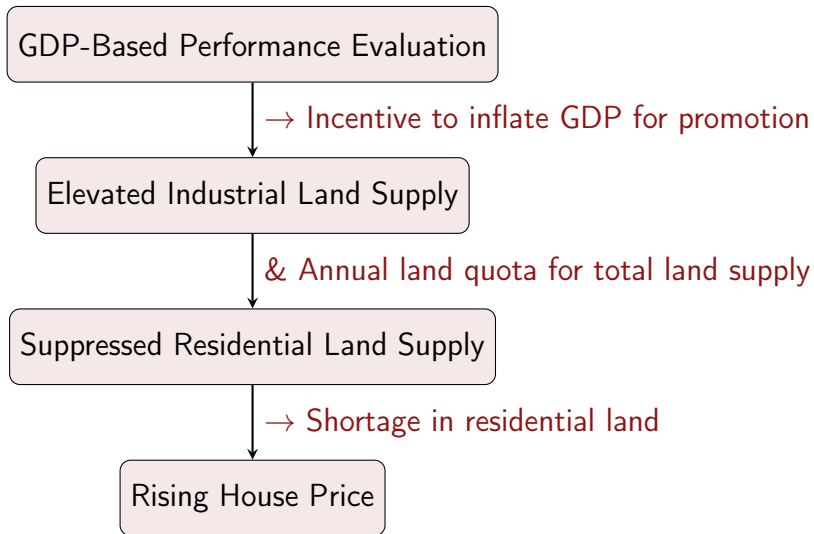 GDP-Based Performance Evaluation
→ Incentive to inflate GDP for promotion
Elevated Industrial Land Supply
& Annual land quota for total land supply
Suppressed Residential Land Supply
→ Shortage in residential land
Rising House Price